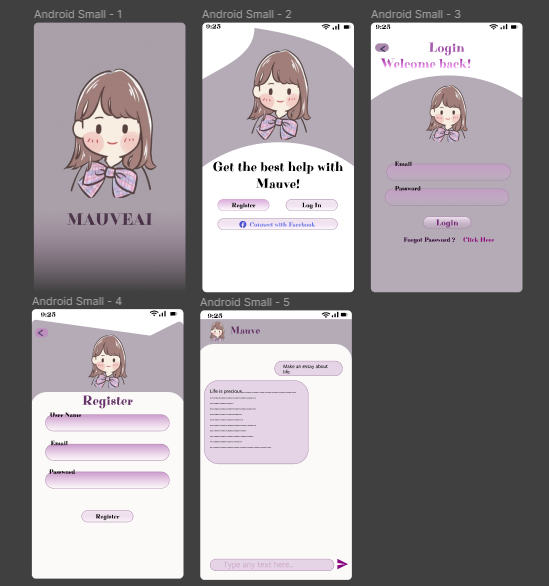 Android Small - 1
MAUVEAI
Android Small - 2
9:25
Get the best help with
Mauve!
Register
Log In
Connect with Facebook
Android Small - 3
9:25
Login
Welcome back!
Email
Password
Login
Forgot Password ? Click Here
Android Small - 4
9:25
Register
User Name
Email
Password
Register
Android Small - 5
9:25
Mauve
Make an essay about
life
Life is precious
Type any text here..